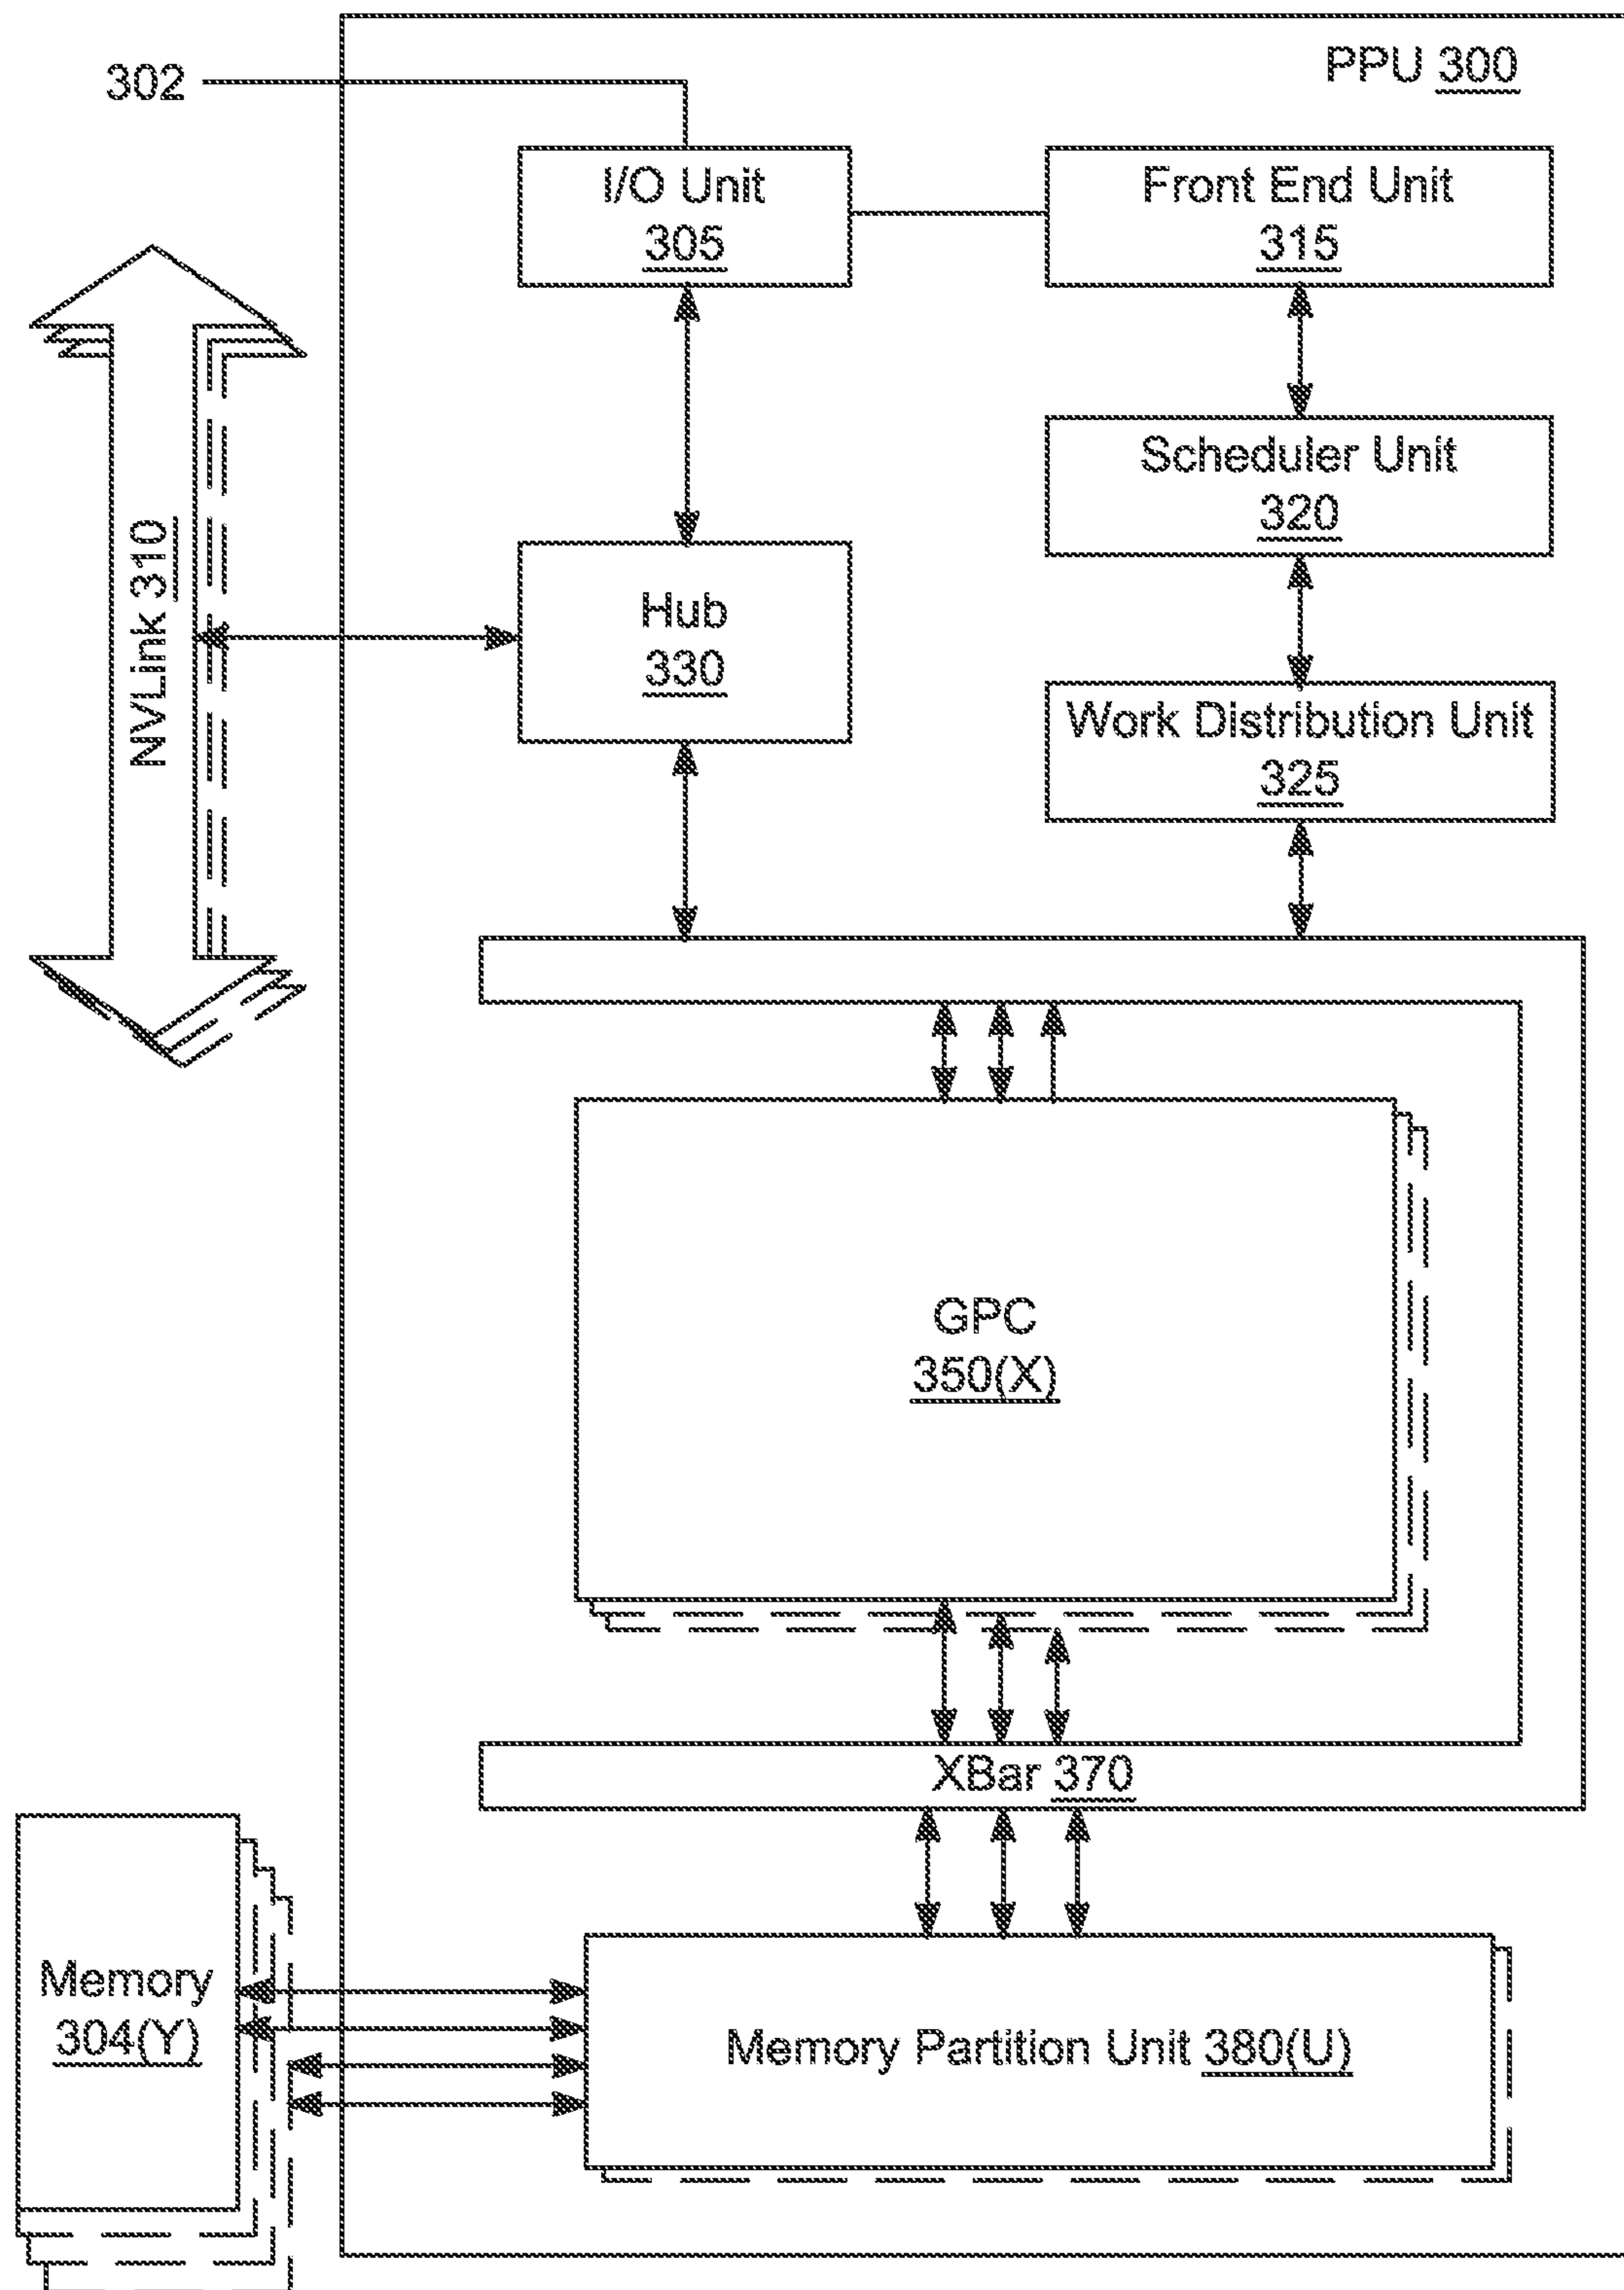 PPU 300
302
I/O Unit
305
Front End Unit
315
Scheduler Unit
320
NVLink 310
Hub
330
Work Distribution Unit
325
GPC
350(X)
XBar 370
Memory
304(Y)
Memory Partition Unit 380(U)